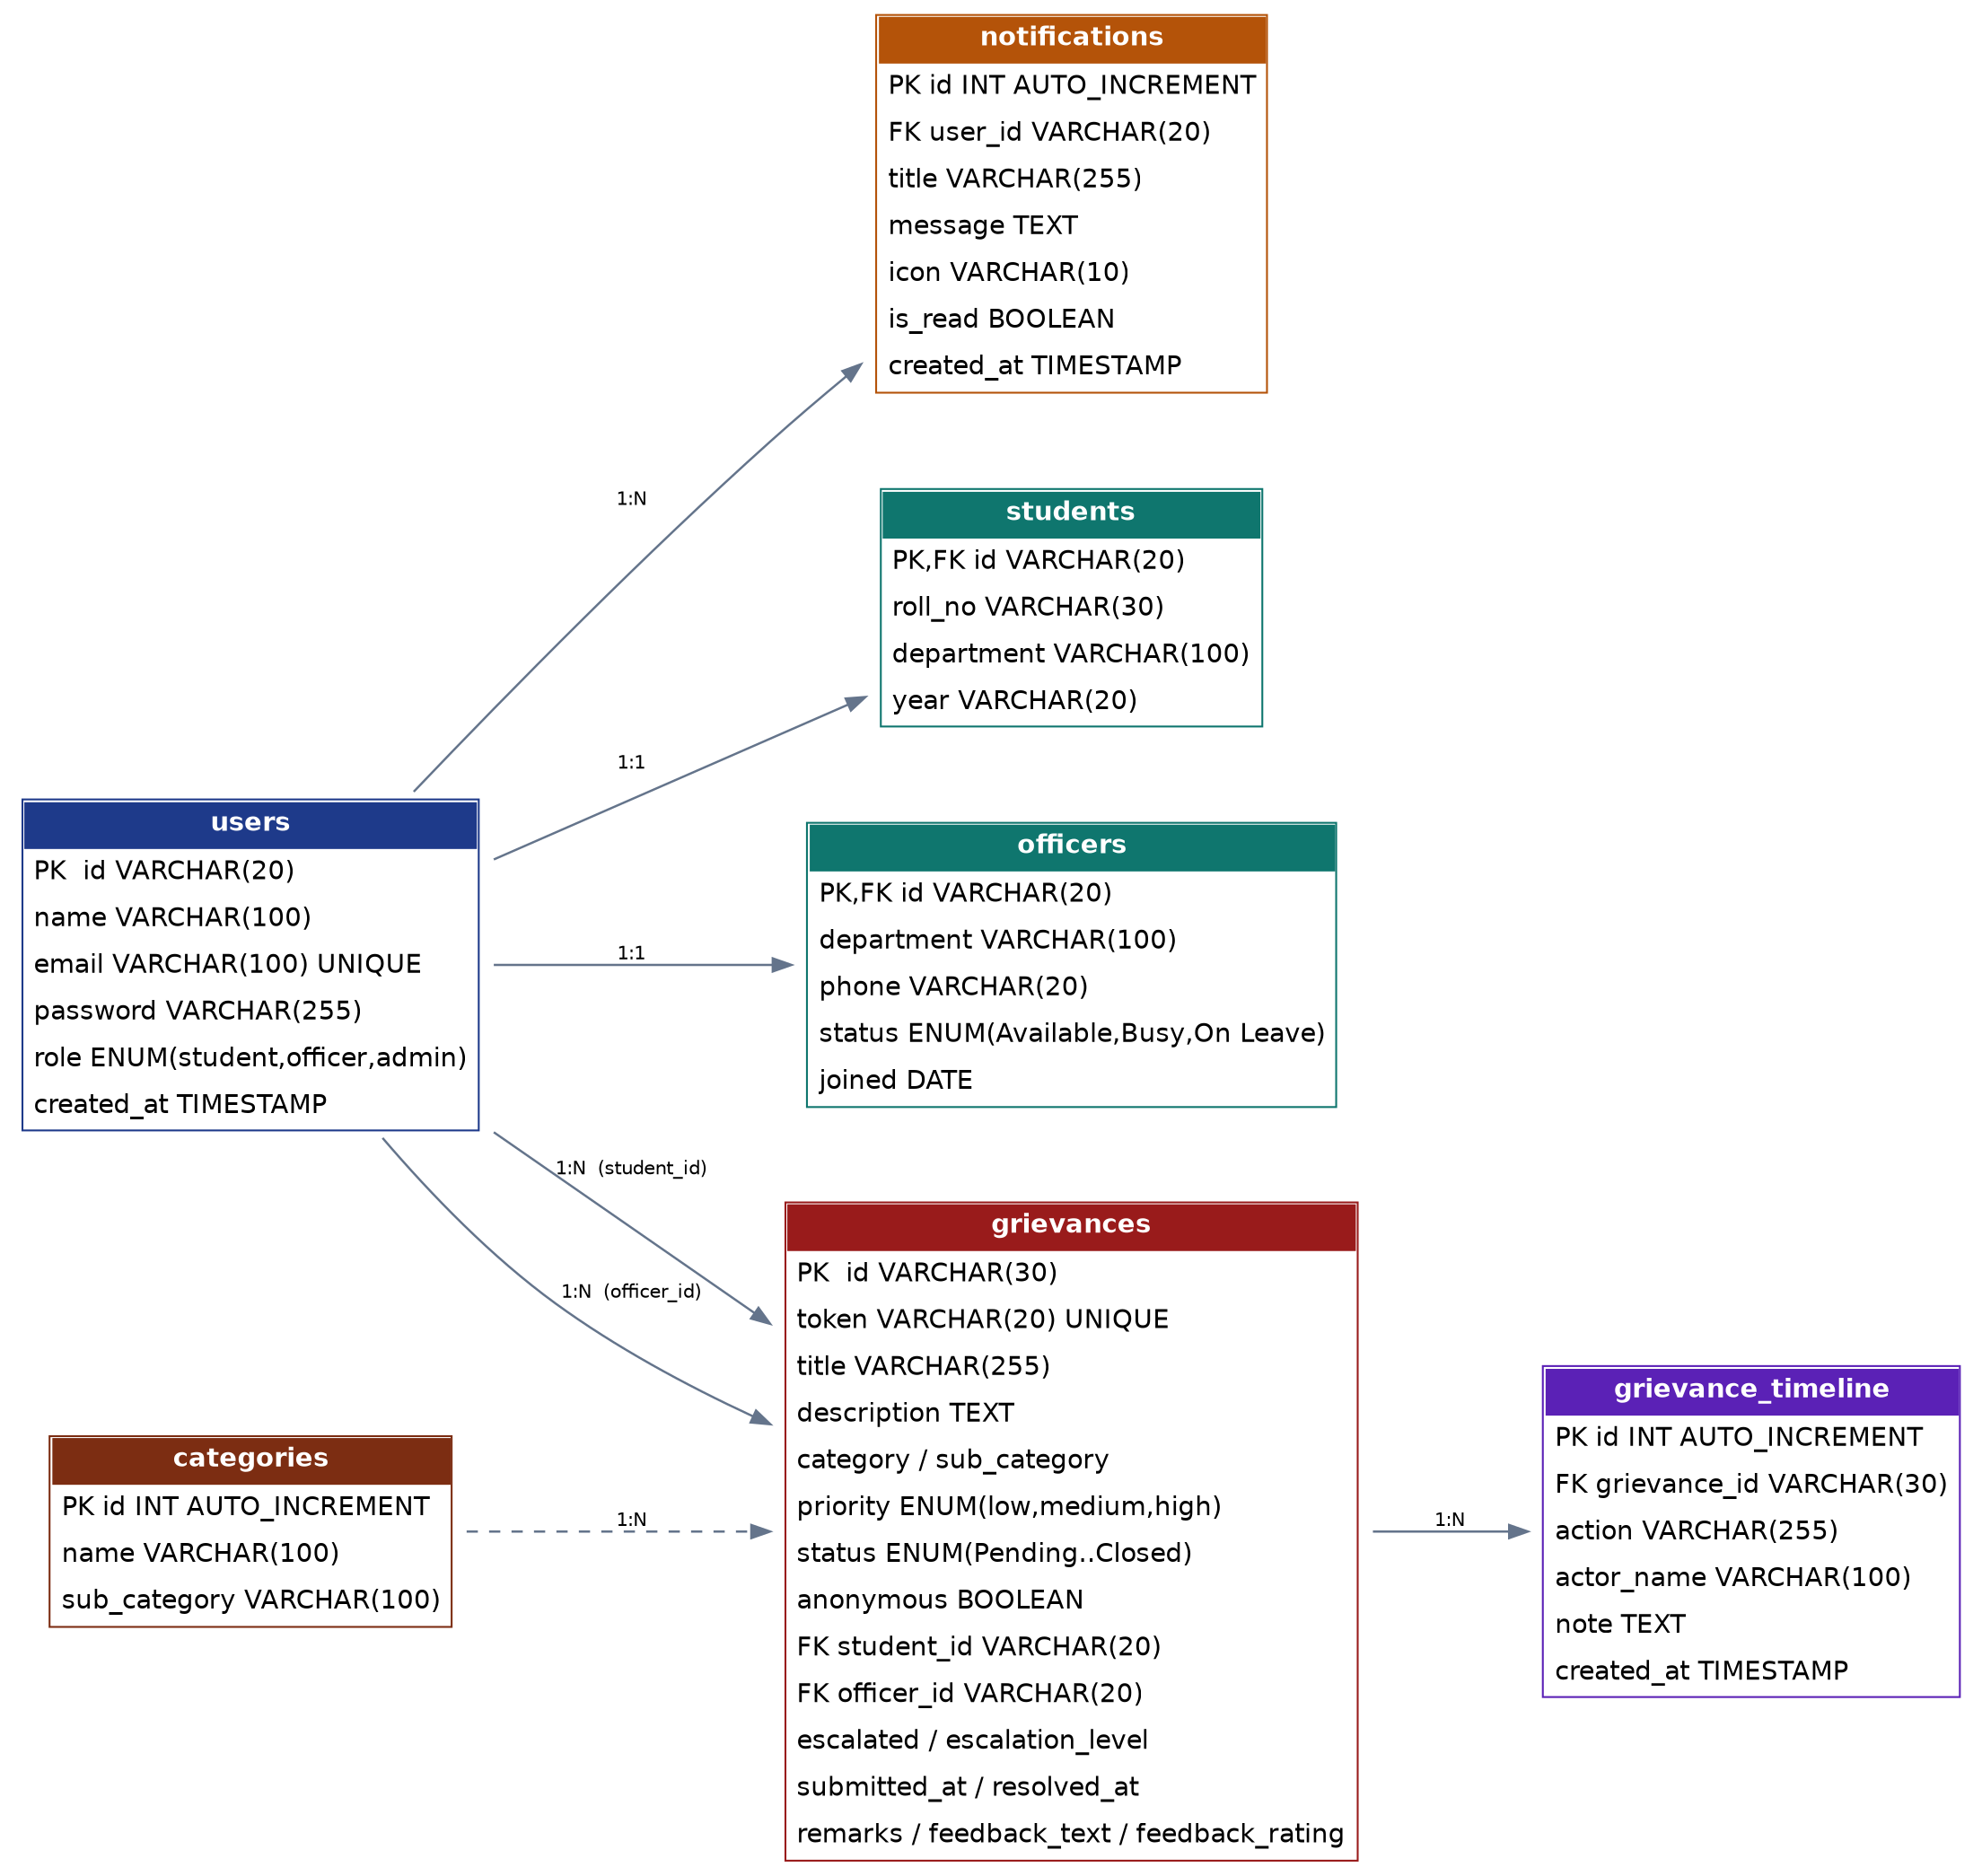 notifications
PK id INT AUTO_INCREMENT
FK user_id VARCHAR(20)
title VARCHAR(255)
message TEXT
icon VARCHAR(10)
is_read BOOLEAN
created_at TIMESTAMP
1:N
students
PK,FK id VARCHAR(20)
roll_no VARCHAR(30)
department VARCHAR(100)
year VARCHAR(20)
1:1
users
PK  id VARCHAR(20)
name VARCHAR(100)
email VARCHAR(100) UNIQUE
password VARCHAR(255)
role ENUM(student,officer,admin)
created_at TIMESTAMP
1:1
officers
PK,FK id VARCHAR(20)
department VARCHAR(100)
phone VARCHAR(20)
status ENUM(Available,Busy,On Leave)
joined DATE
1:N  (student_id)
1:N  (officer_id)
grievances
PK  id VARCHAR(30)
token VARCHAR(20) UNIQUE
title VARCHAR(255)
description TEXT
category / sub_category
priority ENUM(low,medium,high)
status ENUM(Pending..Closed)
anonymous BOOLEAN
FK student_id VARCHAR(20)
FK officer_id VARCHAR(20)
escalated / escalation_level
submitted_at / resolved_at
remarks / feedback_text / feedback_rating
categories
PK id INT AUTO_INCREMENT
name VARCHAR(100)
sub_category VARCHAR(100)
1:N
1:N
grievance_timeline
PK id INT AUTO_INCREMENT
FK grievance_id VARCHAR(30)
action VARCHAR(255)
actor_name VARCHAR(100)
note TEXT
created_at TIMESTAMP